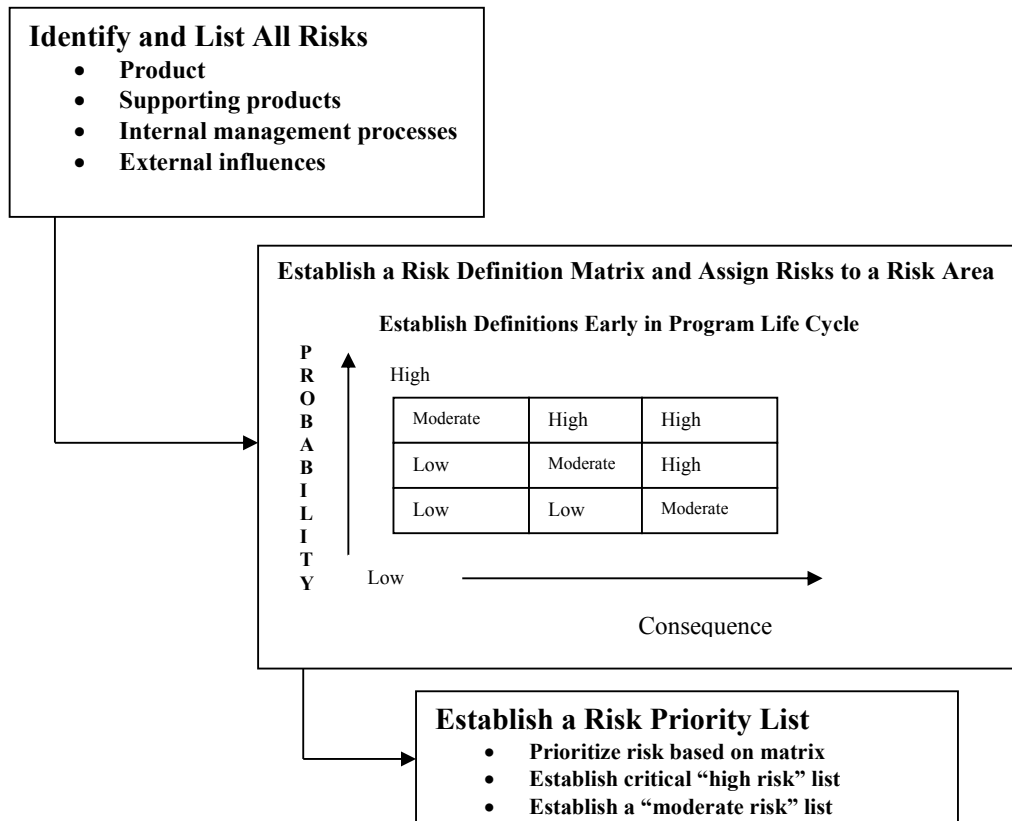 Identify and List All Risks
• Product
• Supporting products
• Internal management processes
• External influences
Establish a Risk Definition Matrix and Assign Risks to a Risk Area
Establish Definitions Early in Program Life Cycle
PROBABILITY
High
Moderate High High
Low Moderate High
Low Low Moderate
Low
Consequence
Establish a Risk Priority List
• Prioritize risk based on matrix
• Establish critical “high risk” list
• Establish a “moderate risk” list